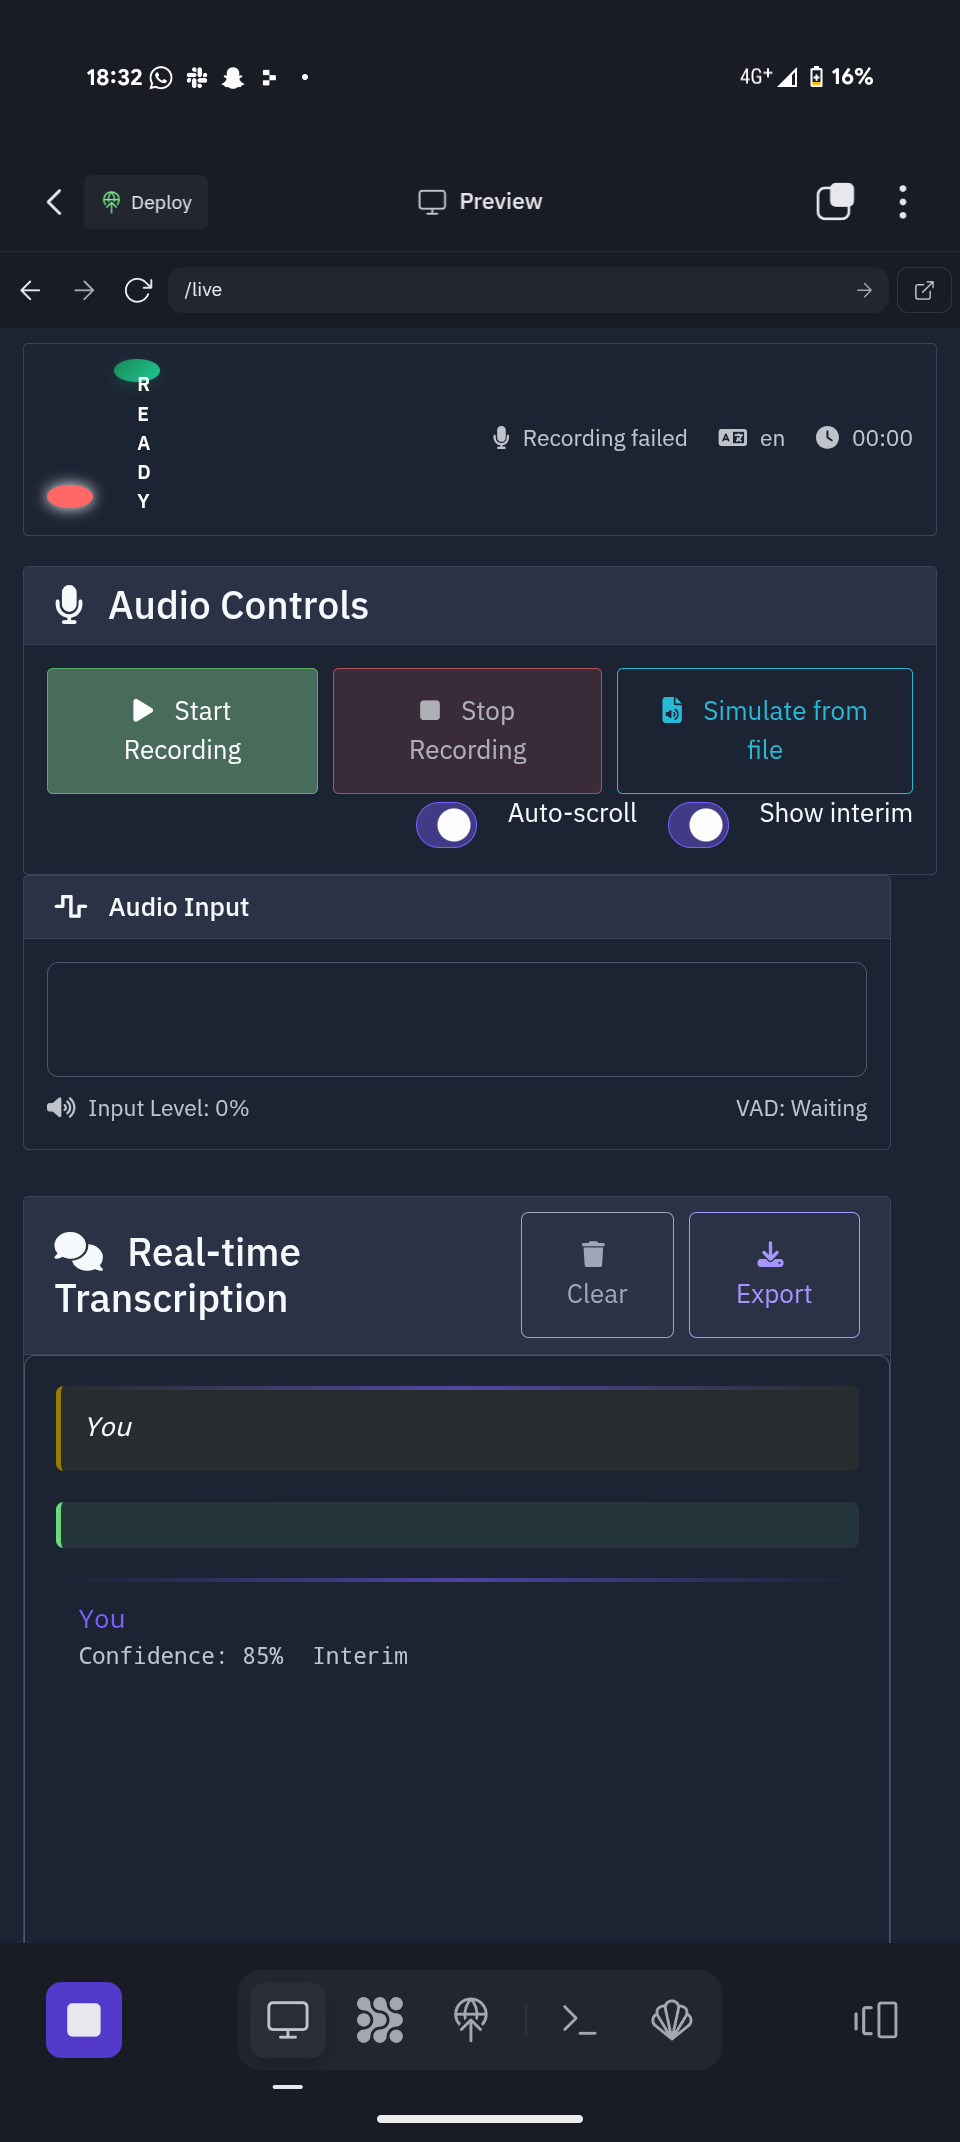 18:32 4G+ 16%
Deploy Preview
/live
R
E
A
D
Y
Recording failed en 00:00
Audio Controls
Start Recording
Stop Recording
Simulate from file
Auto-scroll Show interim
Audio Input
Input Level: 0% VAD: Waiting
Real-time
Transcription
Clear Export
You
You
Confidence: 85% Interim